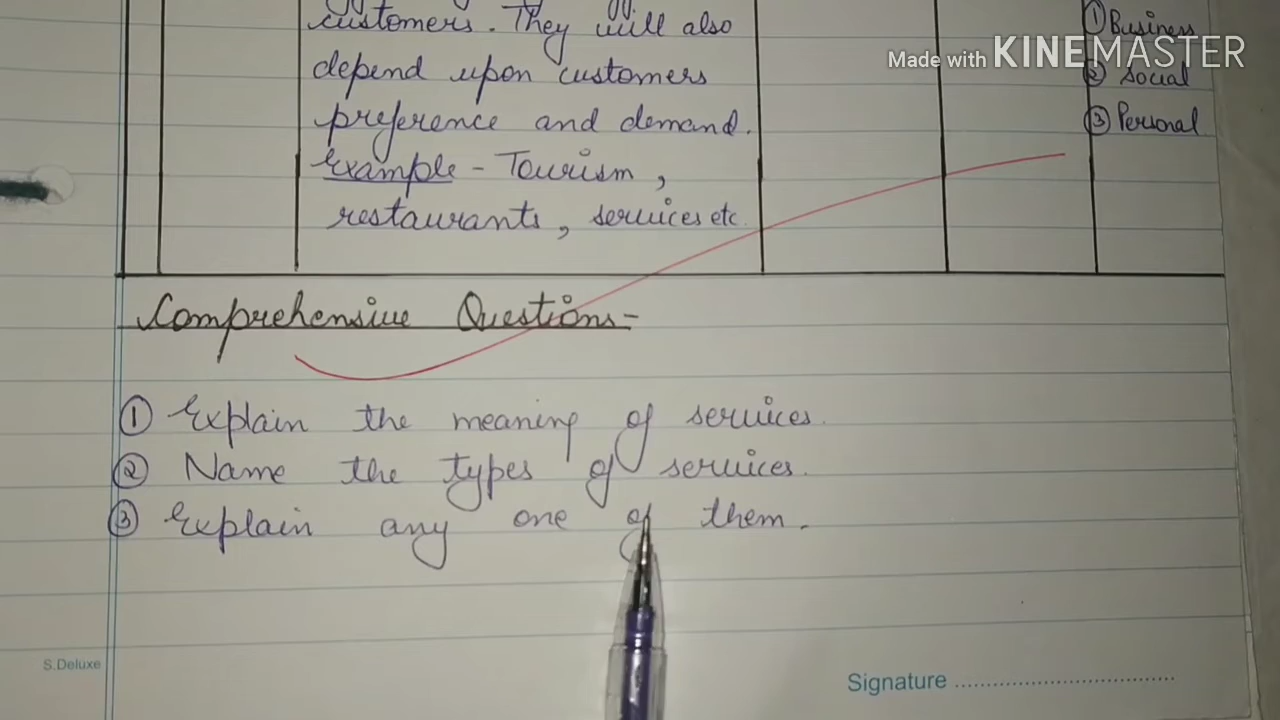 customers. They will also
depend upon customers
preference and demand.
Example - Tourism,
restaurants, services etc.
① Business
② Social
③ Personal
Made with KINEMASTER
Comprehensive Questions-
① Explain the meaning of services.
② Name the types of services.
③ Explain any one of them.
S.Deluxe
Signature ....................................